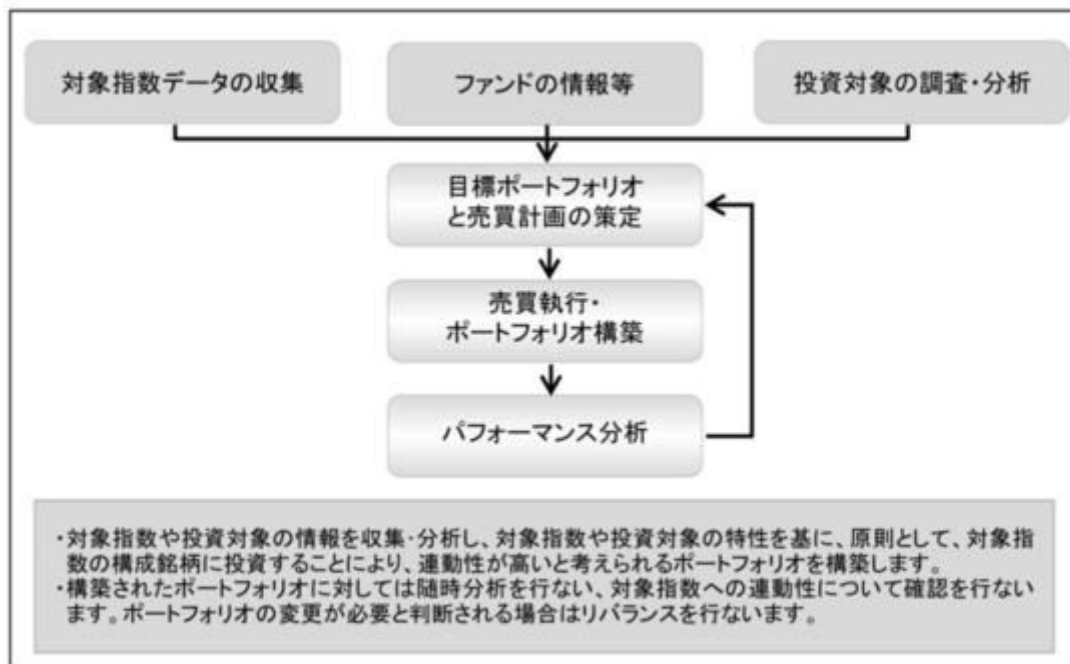 対象指数データの収集
ファンドの情報等
投資対象の調査・分析
目標ポートフォリオ
と売買計画の策定
売買執行・
ポートフォリオ構築
パフォーマンス分析
・対象指数や投資対象の情報を収集・分析し、対象指数や投資対象の特性を基に、原則として、対象指
数の構成銘柄に投資することにより、連動性が高いと考えられるポートフォリオを構築します。
・構築されたポートフォリオに対しては随時分析を行ない、対象指数への連動性について確認を行ない
ます。ポートフォリオの変更が必要と判断される場合はリバランスを行ないます。